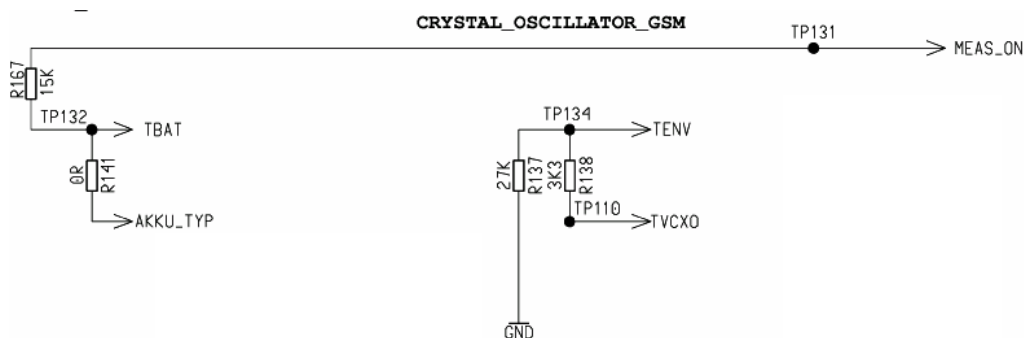 CRYSTAL_OSCILLATOR_GSM
TP131
MEAS_ON
R167
15K
TP132
TBAT
0R
R141
AKKU_TYP
TP134
TENV
27K
R137
3K3
R138
TP110
TVCXO
GND